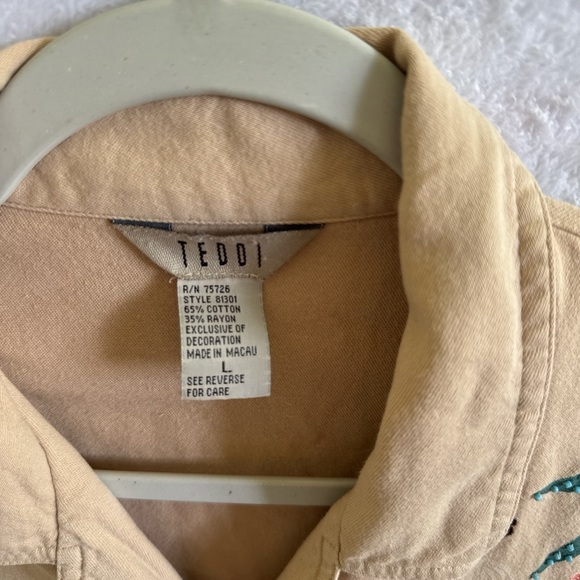 TEDDI
R/N 75726
STYLE 81301
65% COTTON
35% RAYON
EXCLUSIVE OF
DECORATION
MADE IN MACAU
L
SEE REVERSE
FOR CARE